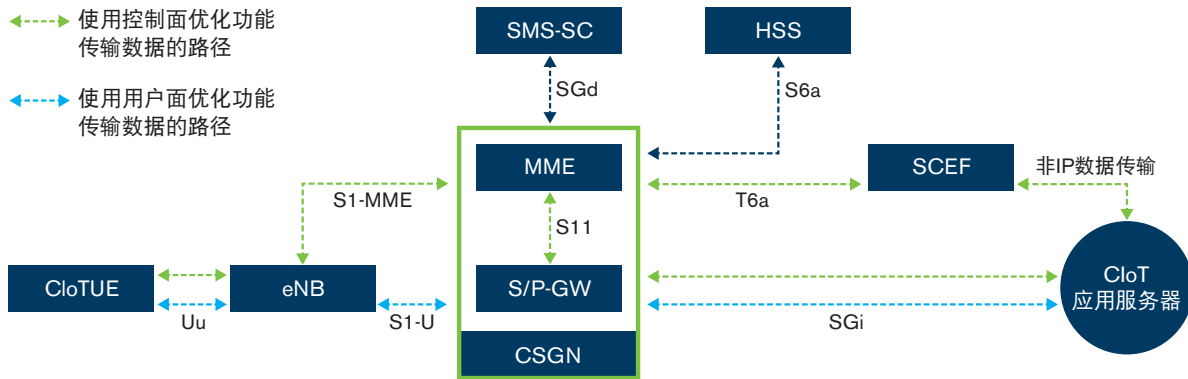 使用控制面优化功能
传输数据的路径
使用用户面优化功能
传输数据的路径
SMS-SC
HSS
SGd
S6a
MME
SCEF
非IP数据传输
S1-MME
T6a
S11
CIoTUE
eNB
S/P-GW
CIoT
应用服务器
Uu
S1-U
SGi
CSGN